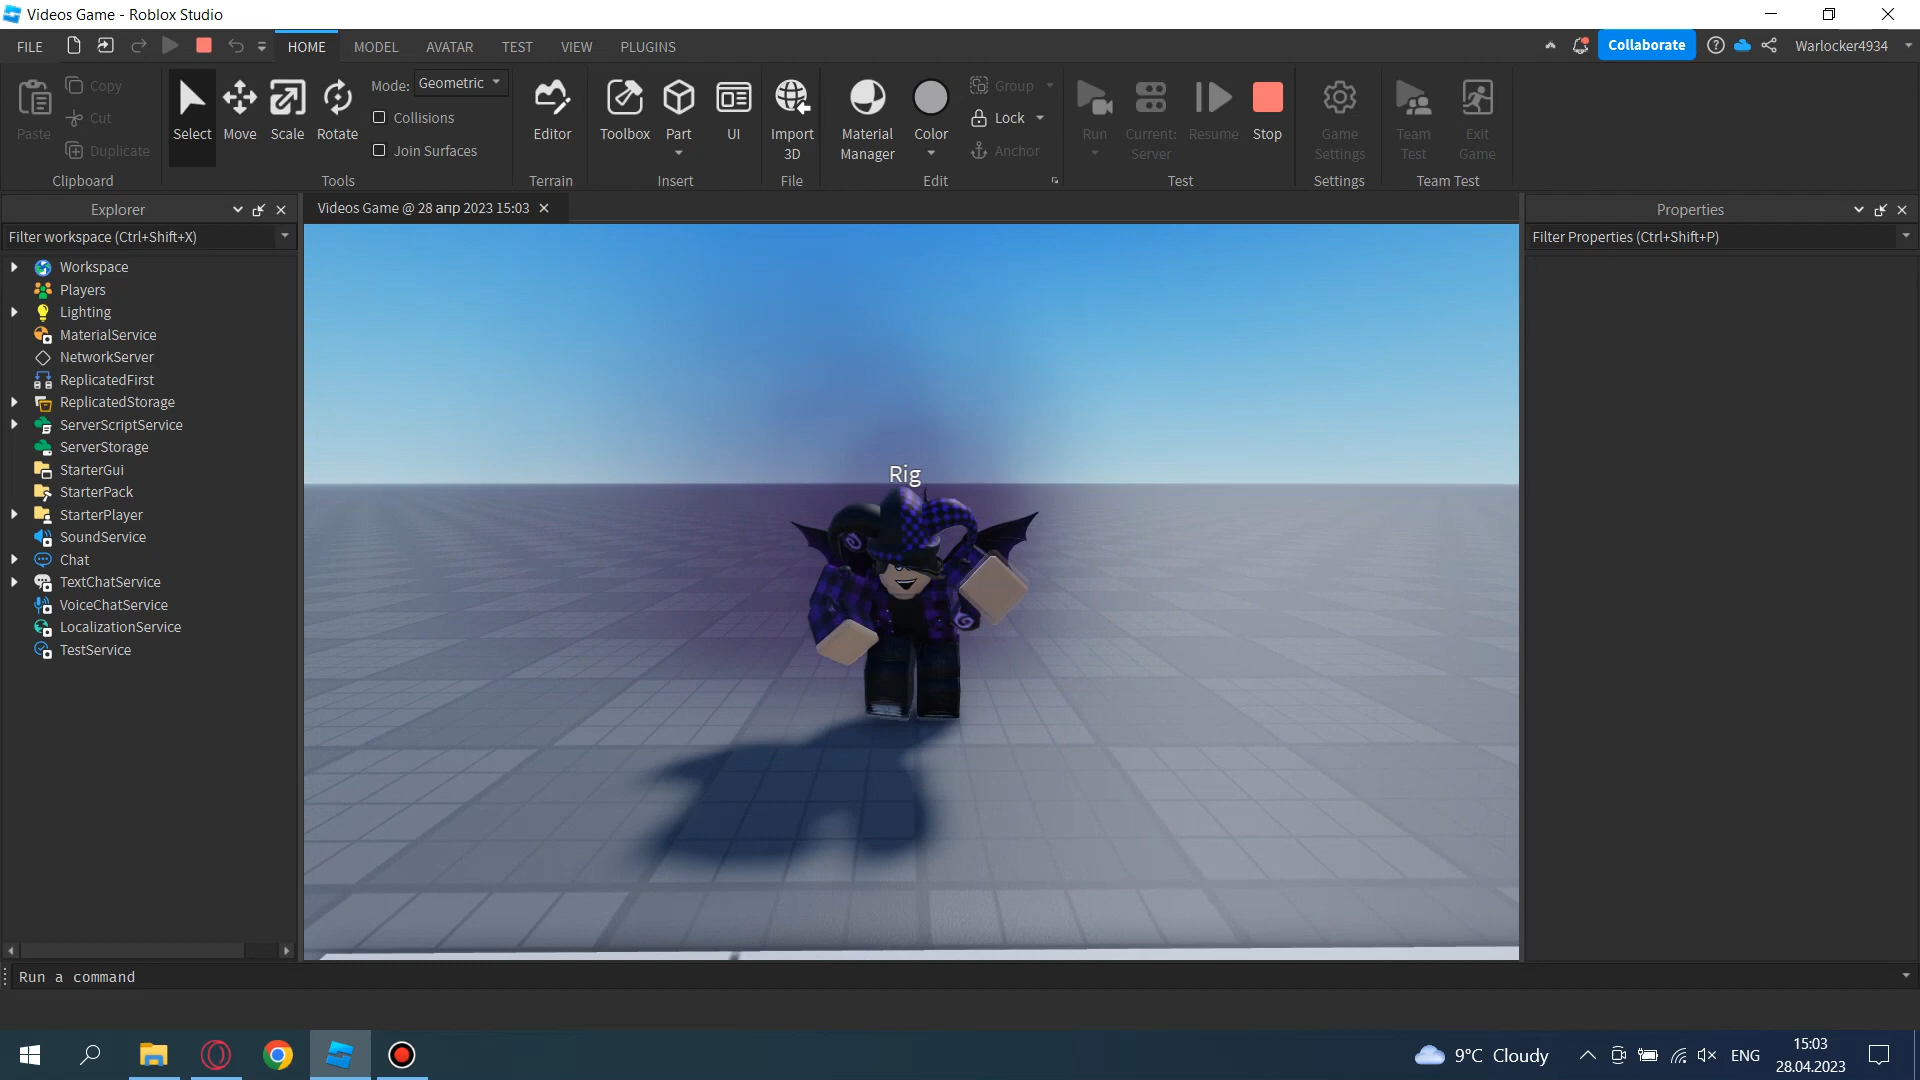 Videos Game - Roblox Studio
FILE HOME MODEL AVATAR TEST VIEW PLUGINS Collaborate Warlocker4934
Paste Copy Cut Duplicate
Clipboard
Select Move Scale Rotate Mode: Geometric
Collisions
Join Surfaces
Tools
Editor
Terrain
Toolbox Part UI
Insert
Import 3D
File
Material Manager Color Group Lock Anchor
Edit
Run Current: Server Resume Stop
Test
Game Settings
Settings
Team Test Exit Game
Team Test
Explorer
Filter workspace (Ctrl+Shift+X)
Workspace
Players
Lighting
MaterialService
NetworkServer
ReplicatedFirst
ReplicatedStorage
ServerScriptService
ServerStorage
StarterGui
StarterPack
StarterPlayer
SoundService
Chat
TextChatService
VoiceChatService
LocalizationService
TestService
Videos Game @ 28 апр 2023 15:03
Rig
Properties
Filter Properties (Ctrl+Shift+P)
Run a command
9°C Cloudy
ENG
15:03
28.04.2023